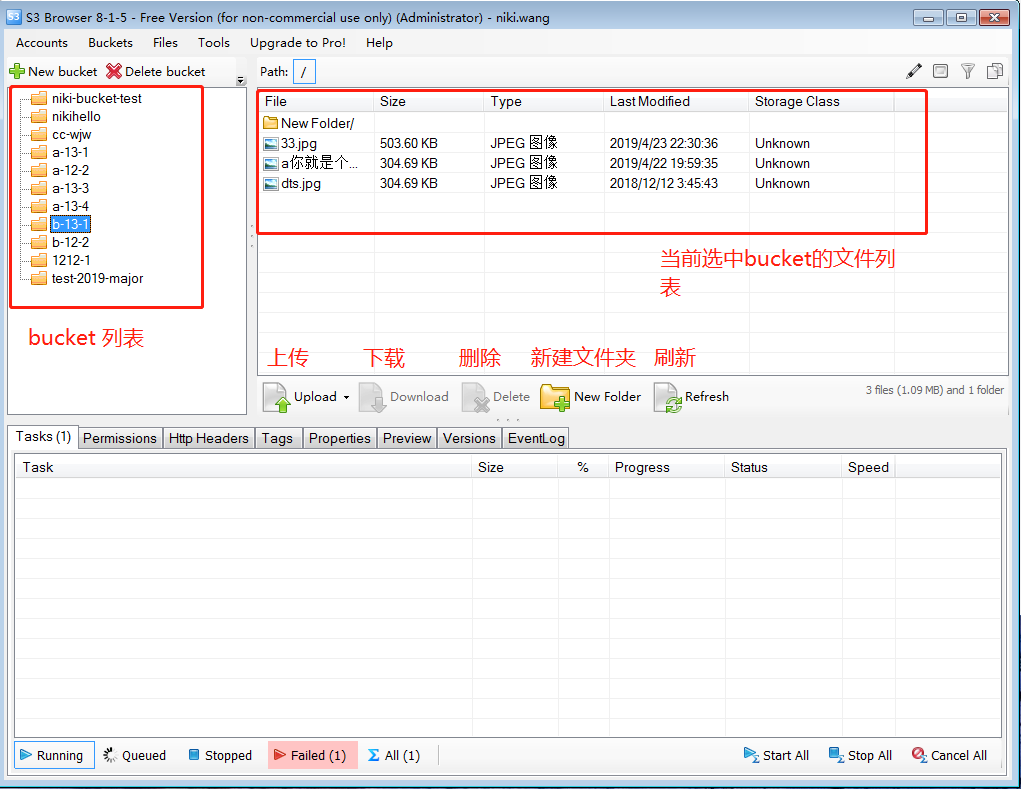 S3 Browser 8-1-5 - Free Version (for non-commercial use only) (Administrator) - niki.wang
Accounts Buckets Files Tools Upgrade to Pro! Help
New bucket Delete bucket Path: /
niki-bucket-test
nikihello
cc-wjw
a-13-1
a-12-2
a-13-3
a-13-4
b-13-1
b-12-2
1212-1
test-2019-major
bucket 列表
File Size Type Last Modified Storage Class
New Folder/
33.jpg 503.60 KB JPEG 图像 2019/4/23 22:30:36 Unknown
a你就是个... 304.69 KB JPEG 图像 2019/4/22 19:59:35 Unknown
dts.jpg 304.69 KB JPEG 图像 2018/12/12 3:45:43 Unknown
当前选中bucket的文件列
表
上传 下载 删除 新建文件夹 刷新
Upload Download Delete New Folder Refresh 3 files (1.09 MB) and 1 folder
Tasks (1) Permissions Http Headers Tags Properties Preview Versions EventLog
Task Size % Progress Status Speed
Running Queued Stopped Failed (1) All (1) Start All Stop All Cancel All